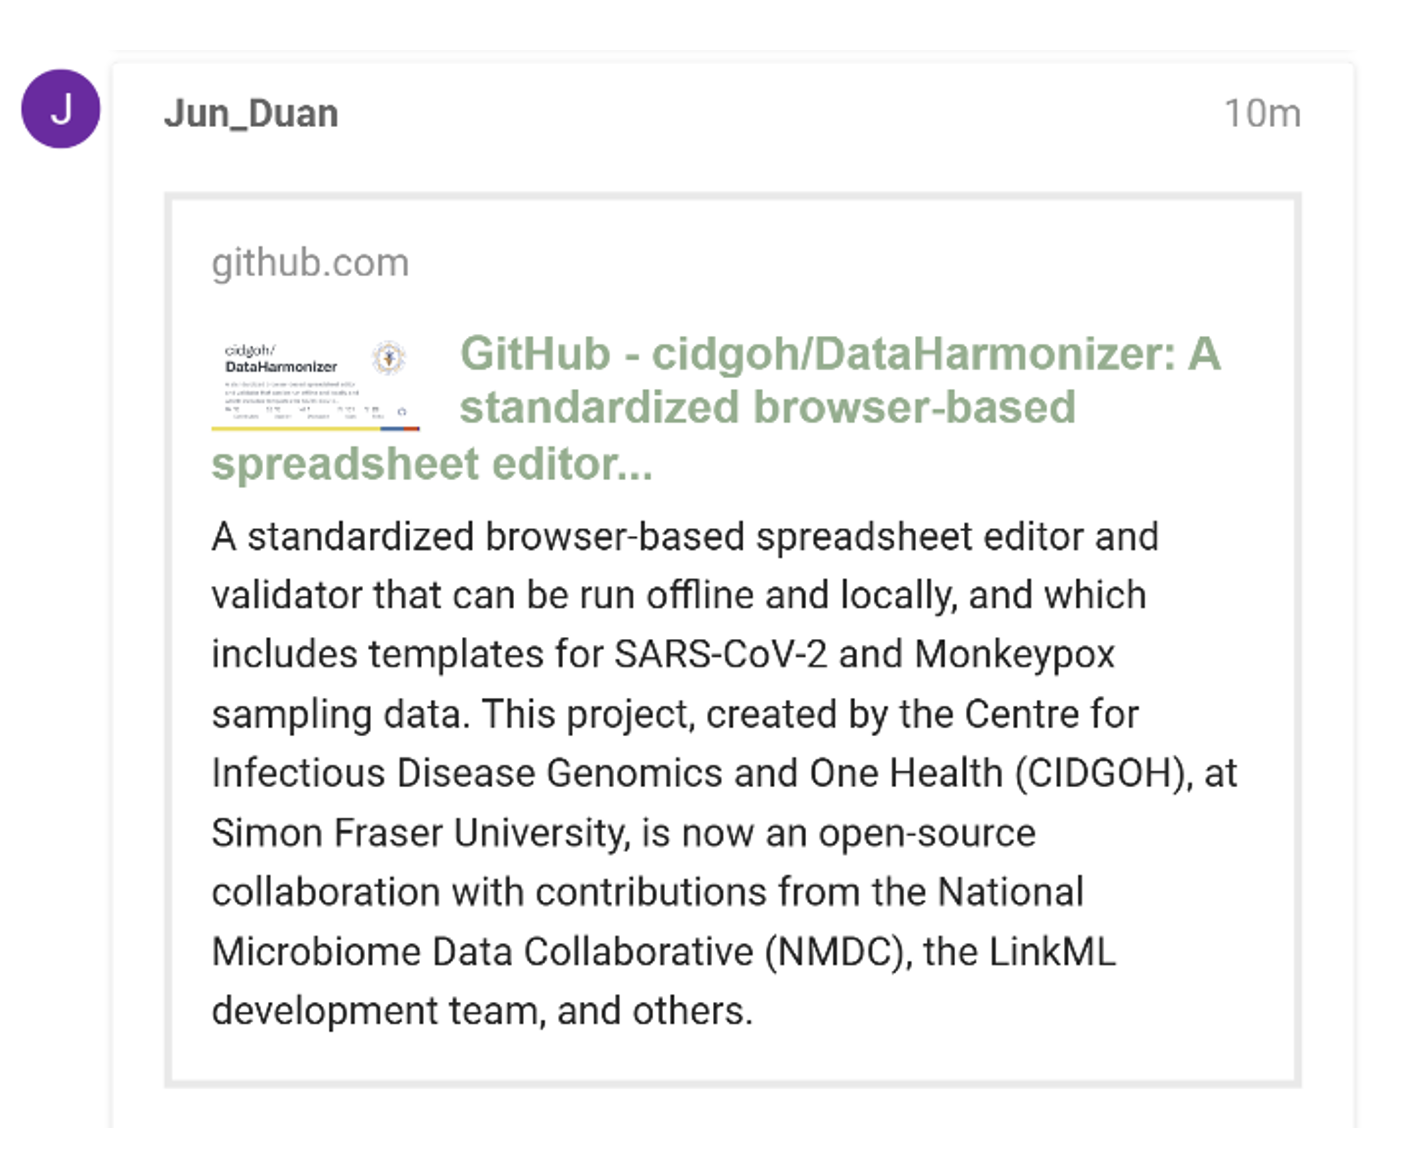 J
Jun_Duan
10m
github.com
cidgoh/
DataHarmonizer
GitHub - cidgoh/DataHarmonizer: A
standardized browser-based
spreadsheet editor...
A standardized browser-based spreadsheet editor and
validator that can be run offline and locally, and which
includes templates for SARS-CoV-2 and Monkeypox
sampling data. This project, created by the Centre for
Infectious Disease Genomics and One Health (CIDGOH), at
Simon Fraser University, is now an open-source
collaboration with contributions from the National
Microbiome Data Collaborative (NMDC), the LinkML
development team, and others.